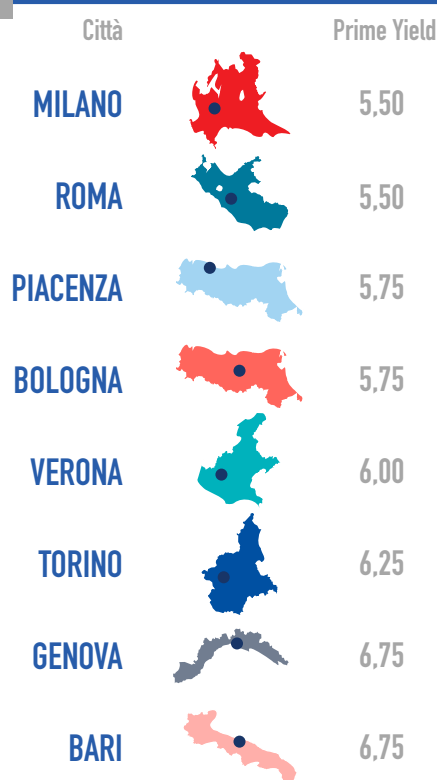 Città Prime Yield
MILANO 5,50
ROMA 5,50
PIACENZA 5,75
BOLOGNA 5,75
VERONA 6,00
TORINO 6,25
GENOVA 6,75
BARI 6,75